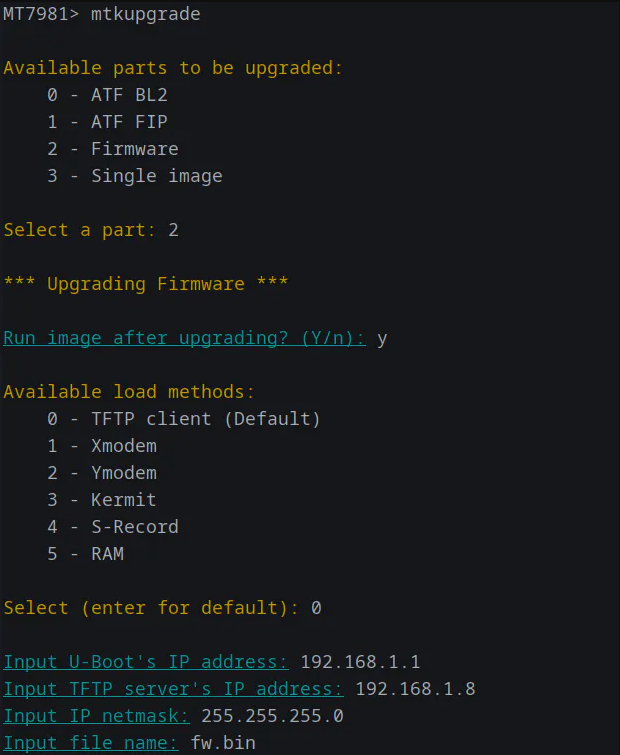 MT7981> mtkupgrade
Available parts to be upgraded:
0 - ATF BL2
1 - ATF FIP
2 - Firmware
3 - Single image
Select a part: 2
*** Upgrading Firmware ***
Run image after upgrading? (Y/n): y
Available load methods:
0 - TFTP client (Default)
1 - Xmodem
2 - Ymodem
3 - Kermit
4 - S-Record
5 - RAM
Select (enter for default): 0
Input U-Boot's IP address: 192.168.1.1
Input TFTP server's IP address: 192.168.1.8
Input IP netmask: 255.255.255.0
Input file name: fw.bin